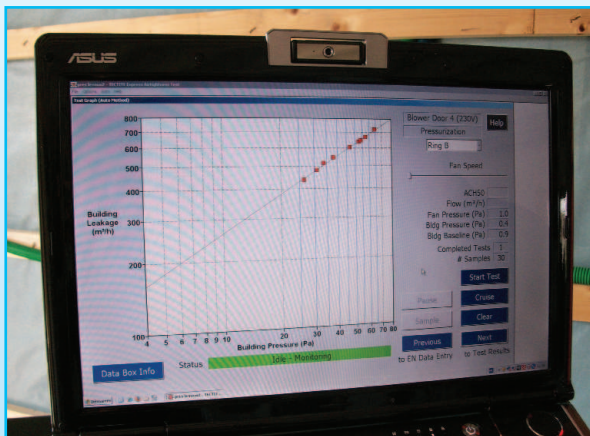 ASUS
Test Graph (Auto Method)
Blower Door 4 (230V)
Help
Pressurization
Ring B
Fan Speed
ACH50
Flow (m³/h)
Fan Pressure (Pa) 1.0
Bldg Pressure (Pa) 0.4
Bldg Baseline (Pa) 0.9
Completed Tests 1
# Samples 30
Start Test
Pause
Cruise
Sample
Clear
Previous
Next
to EN Data Entry
to Test Results
800
700
600
500
400
300
200
100
Building
Leakage
(m³/h)
4 5 6 7 8 9 10 20 30 40 50 60 70 80
Building Pressure (Pa)
Status Idle - Monitoring
Data Box Info